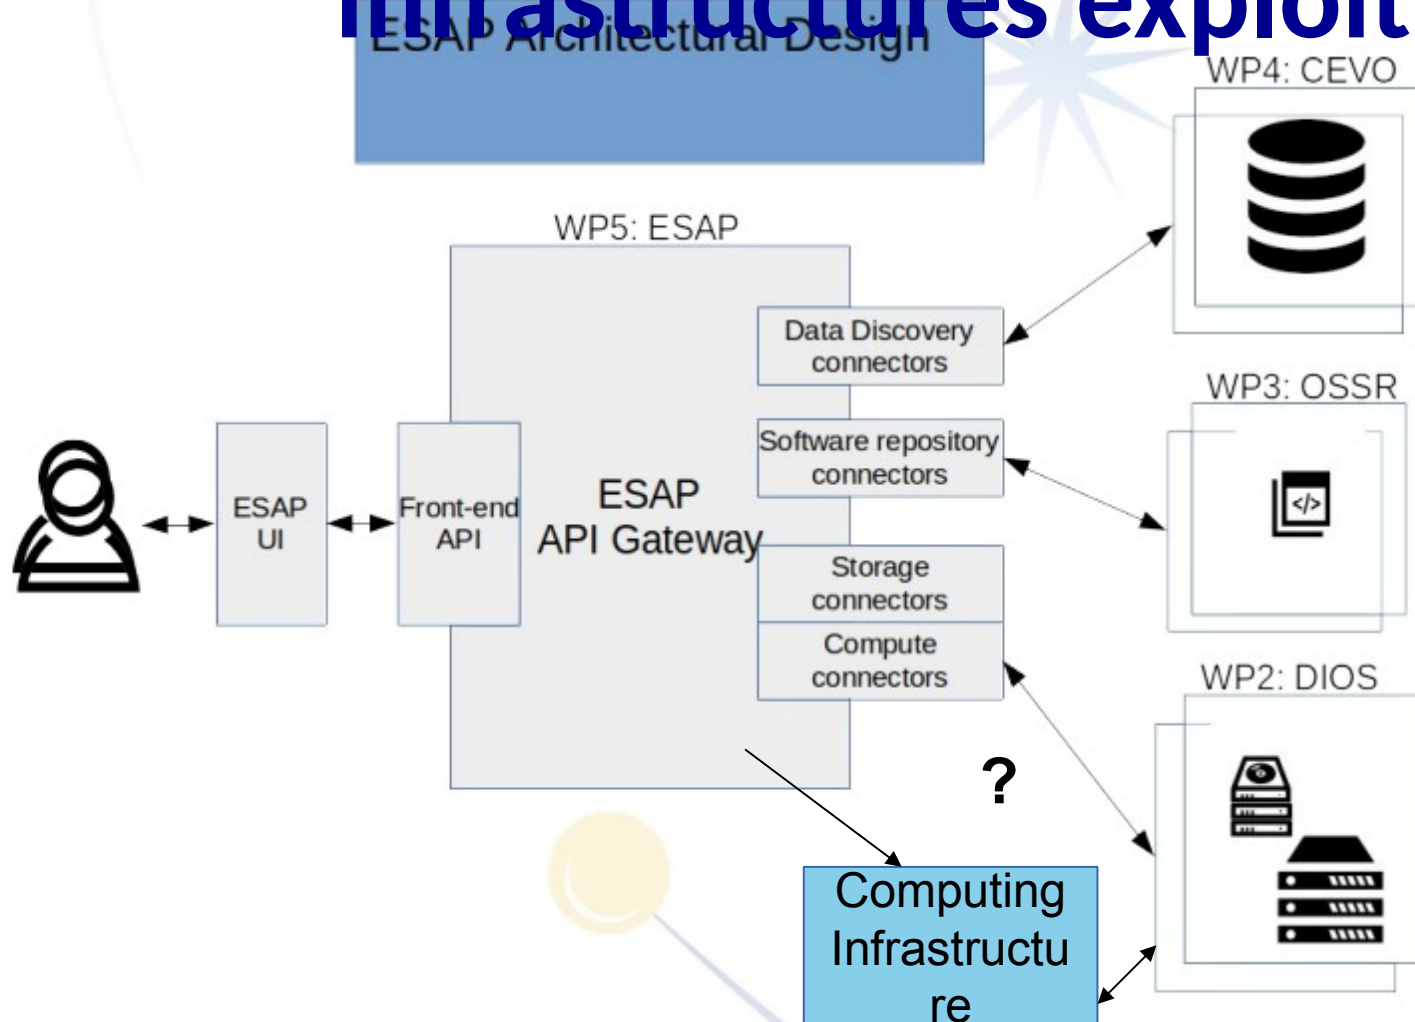 Infrastructures exploit
ESAP Architectural Design
WP4: CEVO
WP5: ESAP
Data Discovery
connectors
WP3: OSSR
Software repository
connectors
ESAP
UI
Front-end
API
ESAP
API Gateway
</>
Storage
connectors
Compute
connectors
WP2: DIOS
?
Computing
Infrastructu
re